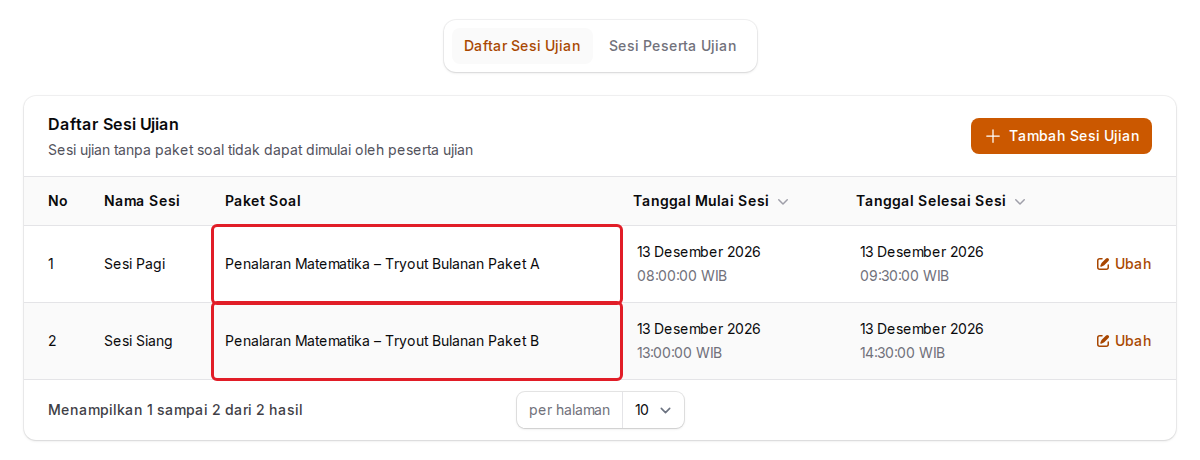 Daftar Sesi Ujian Sesi Peserta Ujian
Daftar Sesi Ujian
Sesi ujian tanpa paket soal tidak dapat dimulai oleh peserta ujian
Tambah Sesi Ujian
No Nama Sesi Paket Soal Tanggal Mulai Sesi Tanggal Selesai Sesi
1 Sesi Pagi Penalaran Matematika – Tryout Bulanan Paket A 13 Desember 2026 13 Desember 2026 Ubah
08:00:00 WIB 09:30:00 WIB
2 Sesi Siang Penalaran Matematika – Tryout Bulanan Paket B 13 Desember 2026 13 Desember 2026 Ubah
13:00:00 WIB 14:30:00 WIB
Menampilkan 1 sampai 2 dari 2 hasil per halaman 10